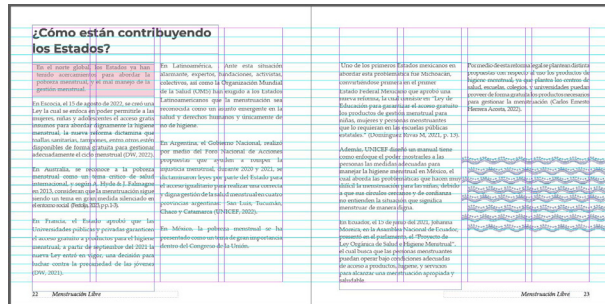 ¿Cómo están contribuyendo
los Estados?
En el norte global, los Estados ya han
tenido acercamientos para abordar la
pobreza menstrual, y el mal manejo de la
gestión menstrual.
En Escocia, el 15 de agosto de 2022, se creó una
Ley la cual se enfoca en poder permitirle a las
mujeres, niñas y adolescentes el acceso gratis
insumos para abordar dignamente la higiene
menstrual, la nueva reforma dictamina que
toallas sanitarias, tampones, entre otros estén
disponibles de forma gratuita para gestionar
adecuadamente el ciclo menstrual (DW, 2022).
En Australia, se reconoce a la pobreza
menstrual como un tema crítico de salud
internacional, y según A. Hyda & J. Falmagne
en 2013, consideran que la menstruación sigue
siendo un tema en gran medida silenciado en
el entorno social (Felski, 2022, pp.1-3).
En Francia, el Estado aprobó que las
Universidades públicas y privadas garanticen
el acceso gratuito a productos para el higiene
menstrual, a partir de septiembre del 2021 la
nueva Ley entró en vigor, una decisión para
luchar contra la precariedad de las jóvenes
(DW, 2021).
En Latinoamérica, Ante esta situación
alarmante, expertos, fundaciones, activistas,
colectivas, así como la Organización Mundial
de la Salud (OMS) han exigido a los Estados
Latinoamericanos que la menstruación sea
reconocida como un asunto emergente en la
salud y derechos humanos y únicamente de
no de higiene.
En Argentina, el Gobierno Nacional, realizó
por medio del Foro Nacional de Acciones
propuestas que ayuden a romper la
injusticia menstrual, durante 2020 y 2021, se
dictaminaron leyes por parte del Estado para
el acceso igualitario para realizar una correcta
y digna gestión de la salud menstrual en cuatro
provincias argentinas: San Luis, Tucumán,
Chaco y Catamarca (UNICEF, 2022).
En México, la pobreza menstrual se ha
presentado como un tema de gran importancia
dentro del Congreso de la Unión.
22 Menstruación Libre
Uno de los primeros Estados mexicanos en
abordar esta problemática fue Michoacán,
convirtiéndose primera en el primer
Estado Federal Mexicano que aprobó una
nueva reforma, la cual consiste en "Ley de
Educación para garantizar el acceso gratuito
los productos de gestión menstrual para
niñas, mujeres y personas menstruantes
que lo requieran en las escuelas públicas
estatales." (Domínguez Rivas M, 2021, p. 13).
Además, UNICEF diseñó un manual tiene
como enfoque el poder mostrarles a las
personas las medidas adecuadas para
manejar la higiene menstrual en México, el
cual aborda las problemáticas que hacen muy
difícil la menstruación para las niñas, debido
a que sus círculos cercanos y de confianza
no entienden la situación que significa
menstruar de manera digna.
En Ecuador, el 15 de junio del 2021, Johanna
Moreira, en la Asamblea Nacional de Ecuador,
presentó en el parlamento, el "Proyecto de
Ley Orgánica de Salud e Higiene Menstrual",
el cual busca que las personas menstruantes
puedan operar bajo condiciones adecuadas
de acceso a productos, higiene, y servicios
para alcanzar una menstruación apropiada y
saludable.
Por medio de esta reforma legal se plantean distintas
propuestas con respecto al uso los productos de
higiene menstrual, ya que plantea los centros de
salud, escuelas, colegios, y universidades puedan
proveer de forma gratuita los productos necesarios
para gestionar la menstruación (Carlos Ernesto
Herrera Acosta, 2022).
Menstruación Libre 23